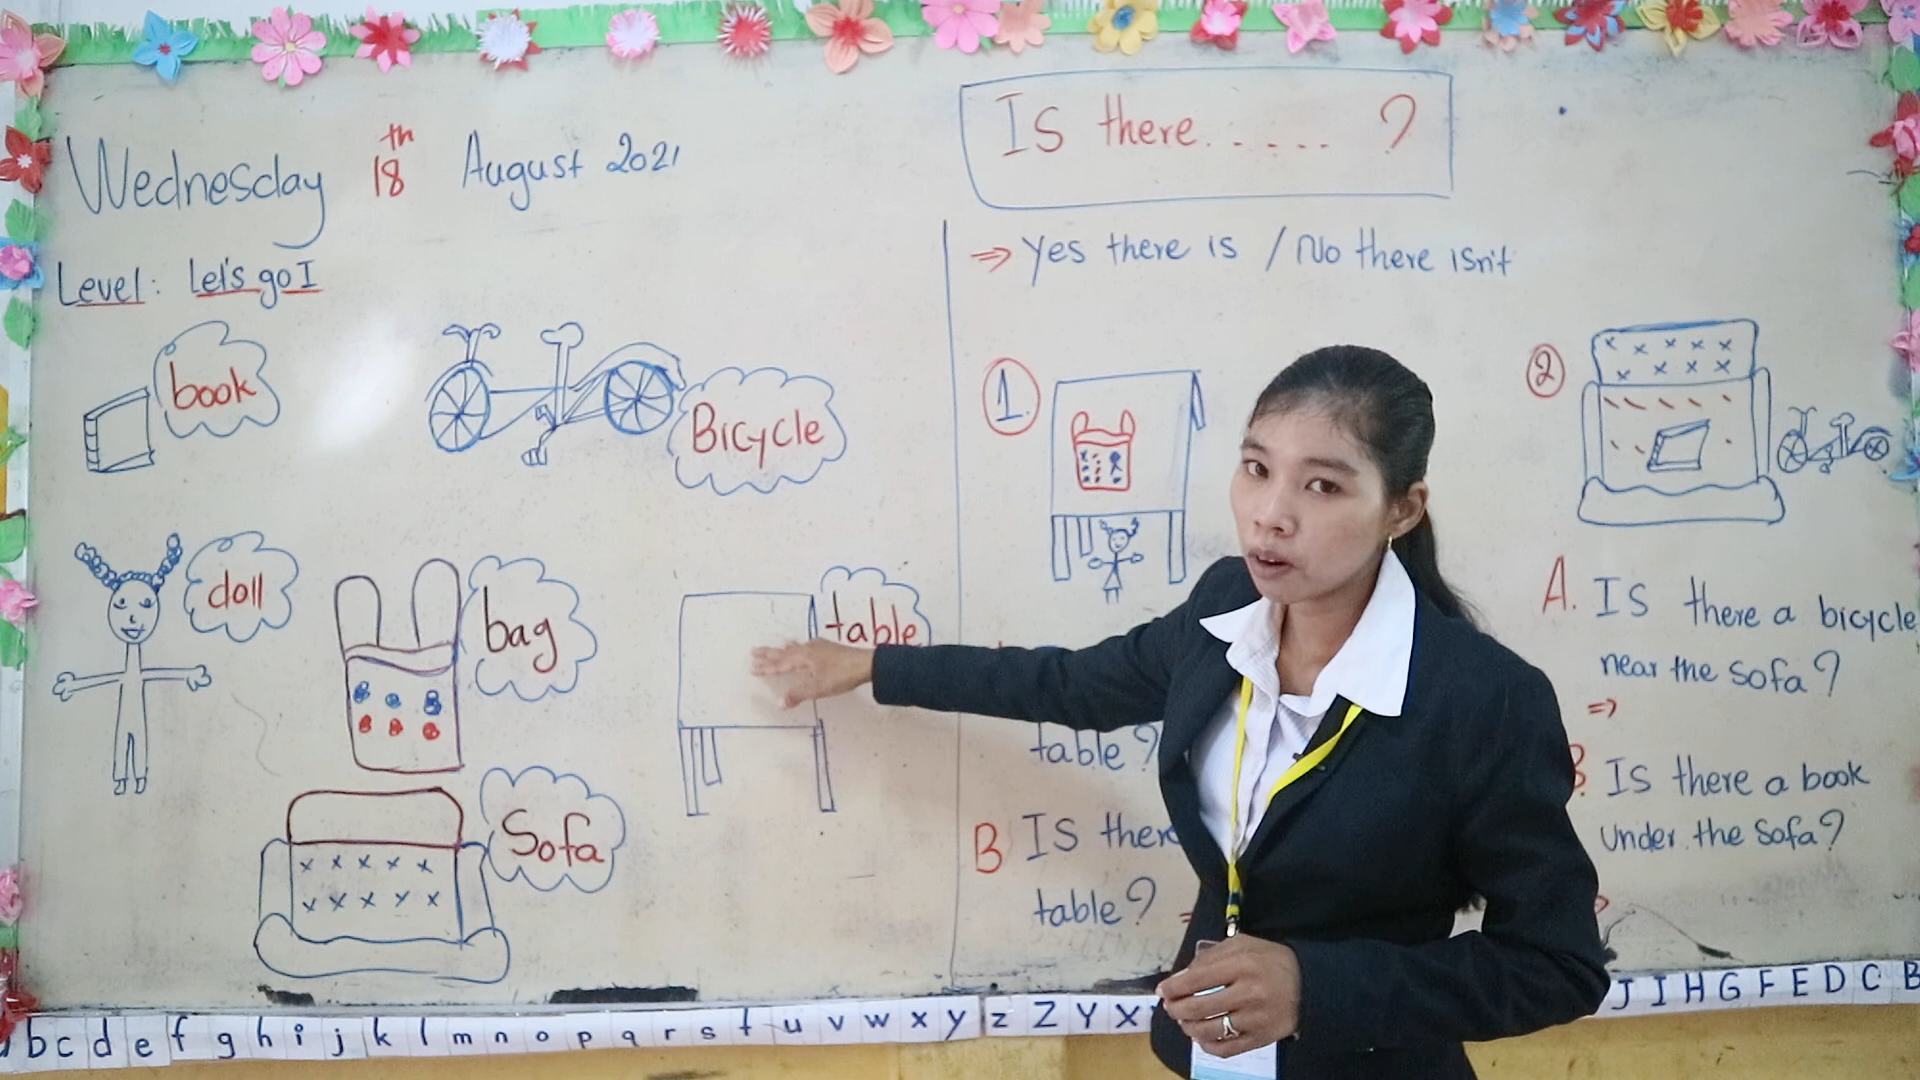 Wednesday 18th August 2021
Level: Let's go I
book
Bicycle
doll
bag
table
Sofa
Is there. . . . . . ?
⇒ Yes there is / No there isn't
1.
table?
B Is there
table?
2
A. Is there a bicycle
near the sofa?
⇒
B. Is there a book
under the sofa?
b c d e f g h i j k l m n o p q r s t u v w x y z Z Y X J I H G F E D C B